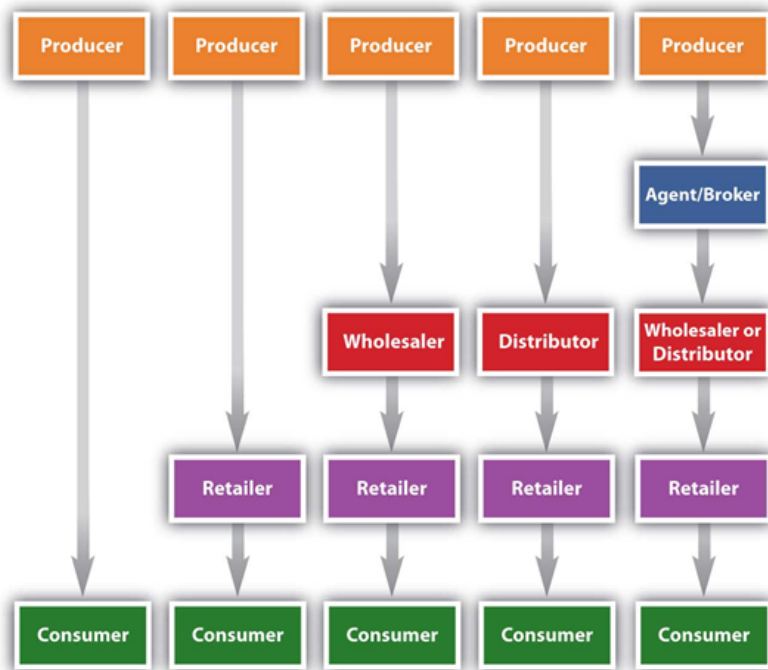 Producer
Producer
Producer
Producer
Producer
Agent/Broker
Wholesaler
Distributor
Wholesaler or
Distributor
Retailer
Retailer
Retailer
Retailer
Consumer
Consumer
Consumer
Consumer
Consumer